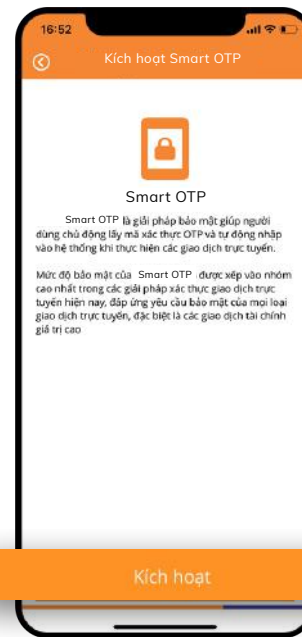 16:52
Kích hoạt Smart OTP
Smart OTP
Smart OTP là giải pháp bảo mật giúp người
dùng chủ động lấy mã xác thực OTP và tự động nhập
vào hệ thống khi thực hiện các giao dịch trực tuyến.
Mức độ bảo mật của Smart OTP được xếp vào nhóm
cao nhất trong các giải pháp xác thực giao dịch trực
tuyến hiện nay, đáp ứng yêu cầu bảo mật của mọi loại
giao dịch trực tuyến, đặc biệt là các giao dịch tài chính
giá trị cao
Kích hoạt